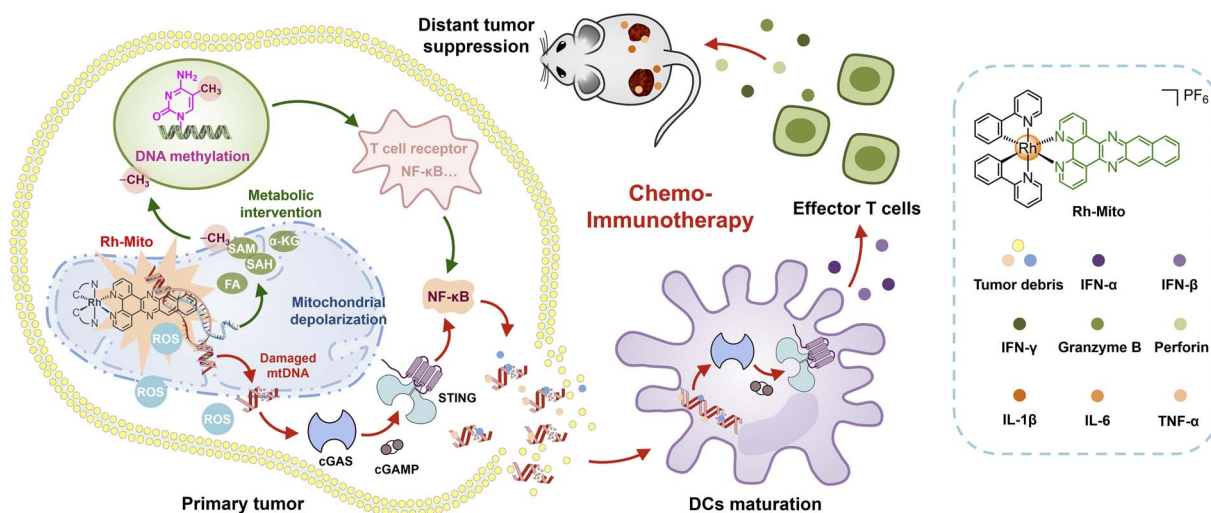 Distant tumor
suppression
NH₂
N
CH₃
O
N
DNA methylation
–CH₃
T cell receptor
NF-κB...
Metabolic
intervention
Rh-Mito
–CH₃
SAM
α-KG
SAH
FA
Mitochondrial
depolarization
C
N
Rh
C
N
N
N
N
N
ROS
ROS
ROS
Damaged
mtDNA
NF-κB
STING
cGAS
cGAMP
Primary tumor
Chemo-
Immunotherapy
Effector T cells
DCs maturation
PF₆
N
N
Rh
N
N
N
N
Rh-Mito
Tumor debris
IFN-α
IFN-β
IFN-γ
Granzyme B
Perforin
IL-1β
IL-6
TNF-α